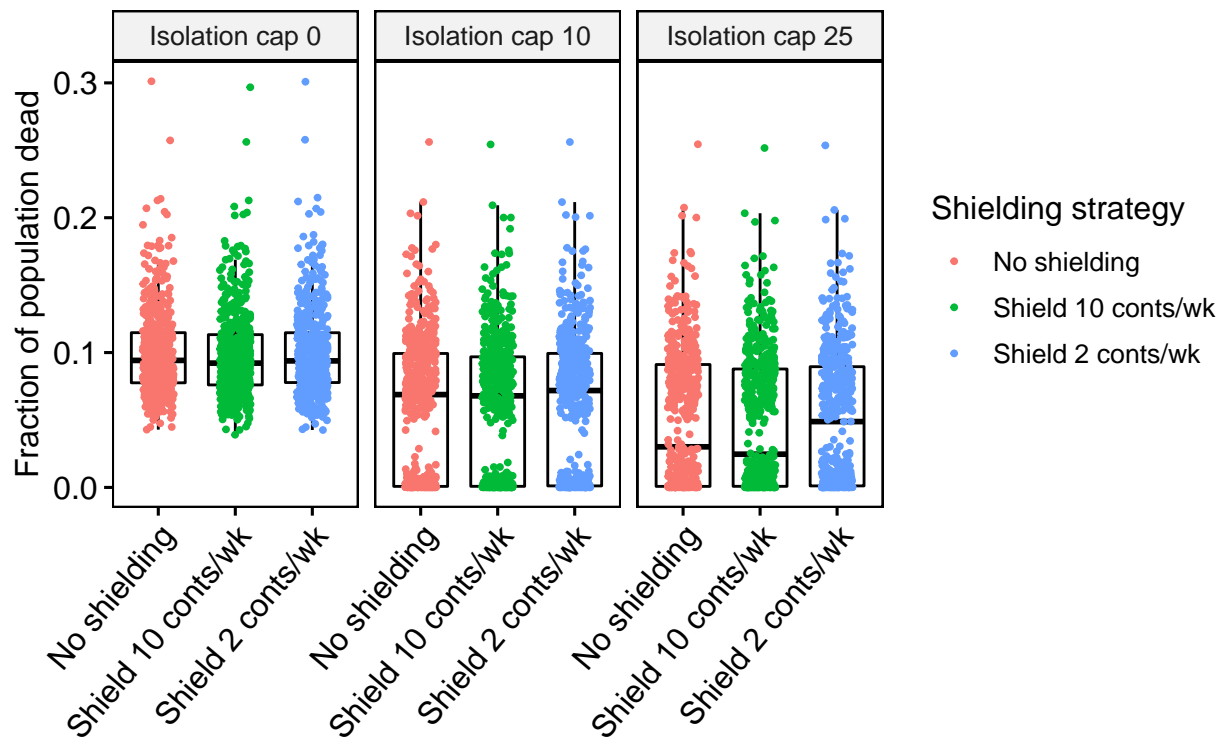 Isolation cap 0
Isolation cap 10
Isolation cap 25
Fraction of population dead
0.3
0.2
0.1
0.0
No shielding
Shield 10 conts/wk
Shield 2 conts/wk
No shielding
Shield 10 conts/wk
Shield 2 conts/wk
No shielding
Shield 10 conts/wk
Shield 2 conts/wk
Shielding strategy
No shielding
Shield 10 conts/wk
Shield 2 conts/wk